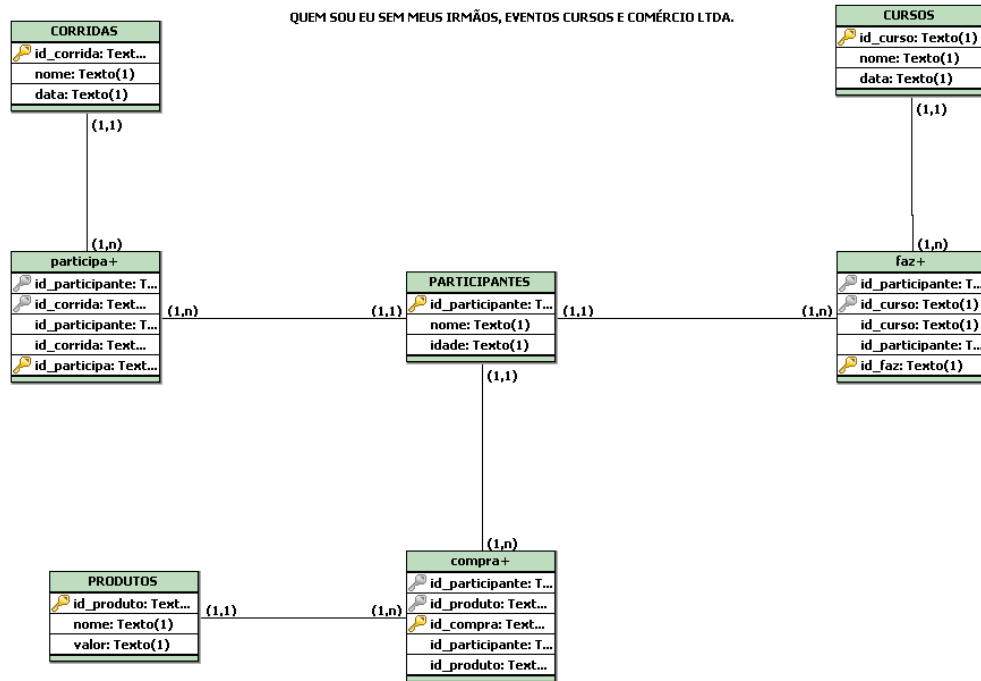 QUEM SOU EU SEM MEUS IRMÃOS, EVENTOS CURSOS E COMÉRCIO LTDA.
CORRIDAS
id_corrida: Text...
nome: Texto(1)
data: Texto(1)
(1,1)
CURSOS
id_curso: Texto(1)
nome: Texto(1)
data: Texto(1)
(1,1)
(1,n)
participa+
id_participante: T...
id_corrida: Text...
id_participante: T...
id_corrida: Text...
id_participa: Text...
(1,n)
(1,1)
PARTICIPANTES
id_participante: T...
nome: Texto(1)
idade: Texto(1)
(1,1)
(1,1)
(1,n)
(1,n)
faz+
id_participante: T...
id_curso: Texto(1)
id_curso: Texto(1)
id_participante: T...
id_faz: Texto(1)
PRODUTOS
id_produto: Text...
nome: Texto(1)
valor: Texto(1)
(1,1)
(1,n)
(1,n)
compra+
id_participante: T...
id_produto: Text...
id_compra: Text...
id_participante: T...
id_produto: Text...